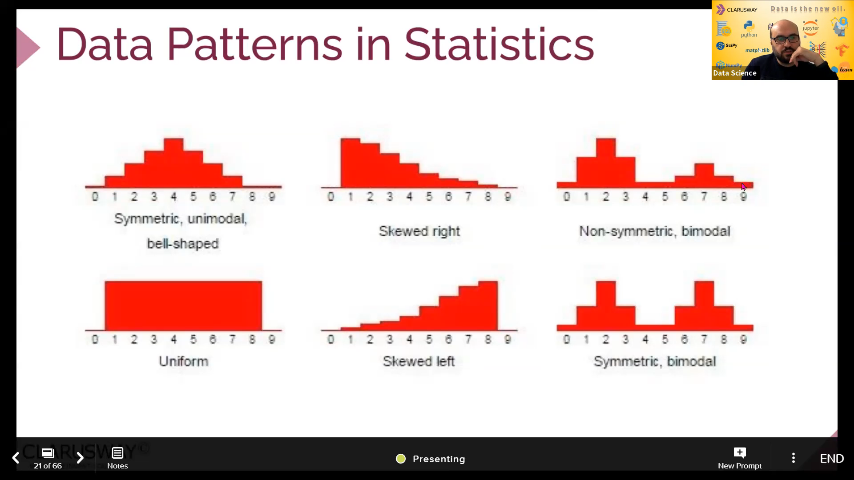 Data Patterns in Statistics
CLARUSWAY
Data is the new oil.
python
jupyter
SciPy
matpl tlib
learn
Data Science
0 1 2 3 4 5 6 7 8 9
Symmetric, unimodal,
bell-shaped
0 1 2 3 4 5 6 7 8 9
Skewed right
0 1 2 3 4 5 6 7 8 9
Non-symmetric, bimodal
0 1 2 3 4 5 6 7 8 9
Uniform
0 1 2 3 4 5 6 7 8 9
Skewed left
0 1 2 3 4 5 6 7 8 9
Symmetric, bimodal
CLARUSWAY
21 of 66
Notes
Presenting
New Prompt
END